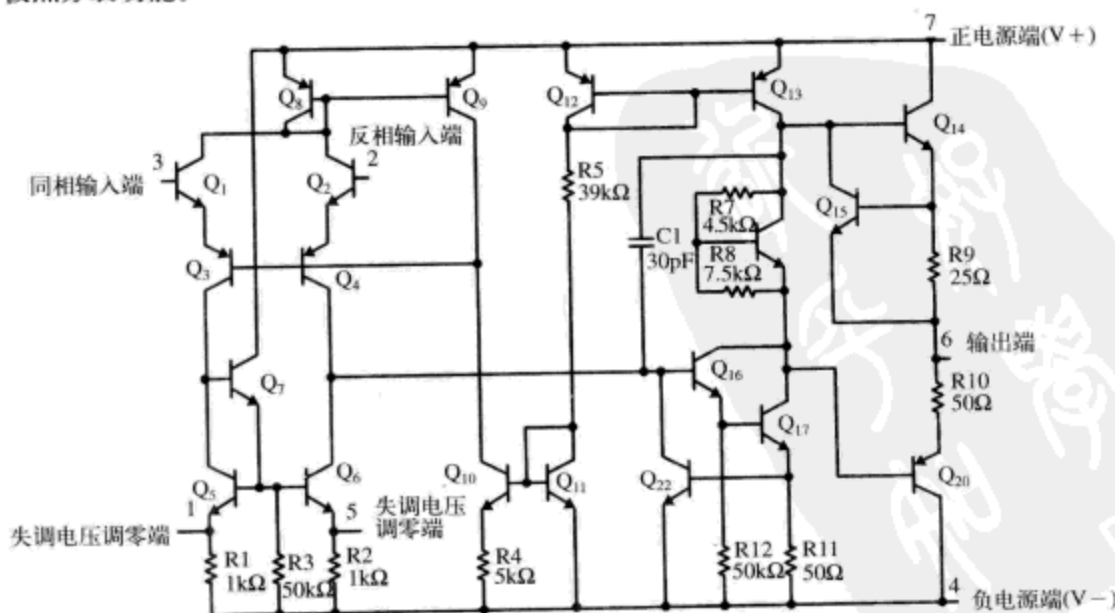 7
正电源端(V+)
Q8
Q9
Q12
Q13
Q14
反相输入端
3
2
同相输入端
Q1
Q2
R5
39kΩ
Q15
R7
4.5kΩ
C1
30pF
R8
7.5kΩ
R9
25Ω
Q3
Q4
6
输出端
Q7
Q16
R10
50Ω
Q17
Q5
Q6
Q10
Q11
Q22
Q20
1
5
失调电压
调零端
失调电压调零端
R1
1kΩ
R3
50kΩ
R2
1kΩ
R4
5kΩ
R12
50kΩ
R11
50Ω
4
负电源端(V-